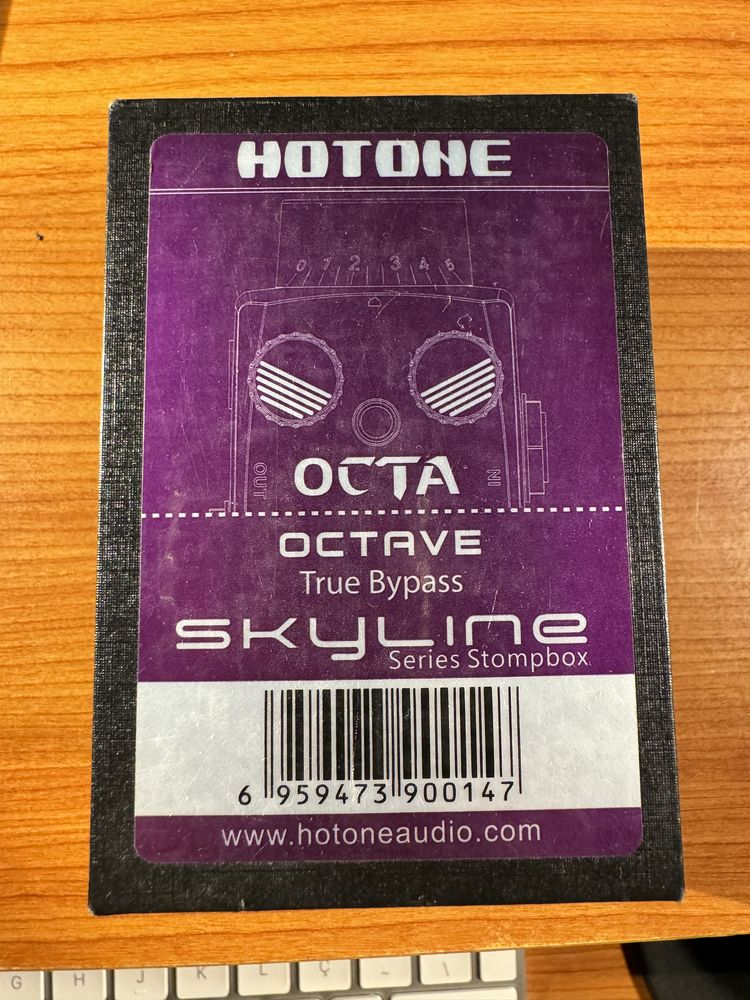 HOTONE
0 1 2 3 4 5
OCTA
OUT
IN
OCTAVE
True Bypass
SKYLINE
Series Stompbox
6 959473 900147
www.hotoneaudio.com
G H J K L Ç ~ \